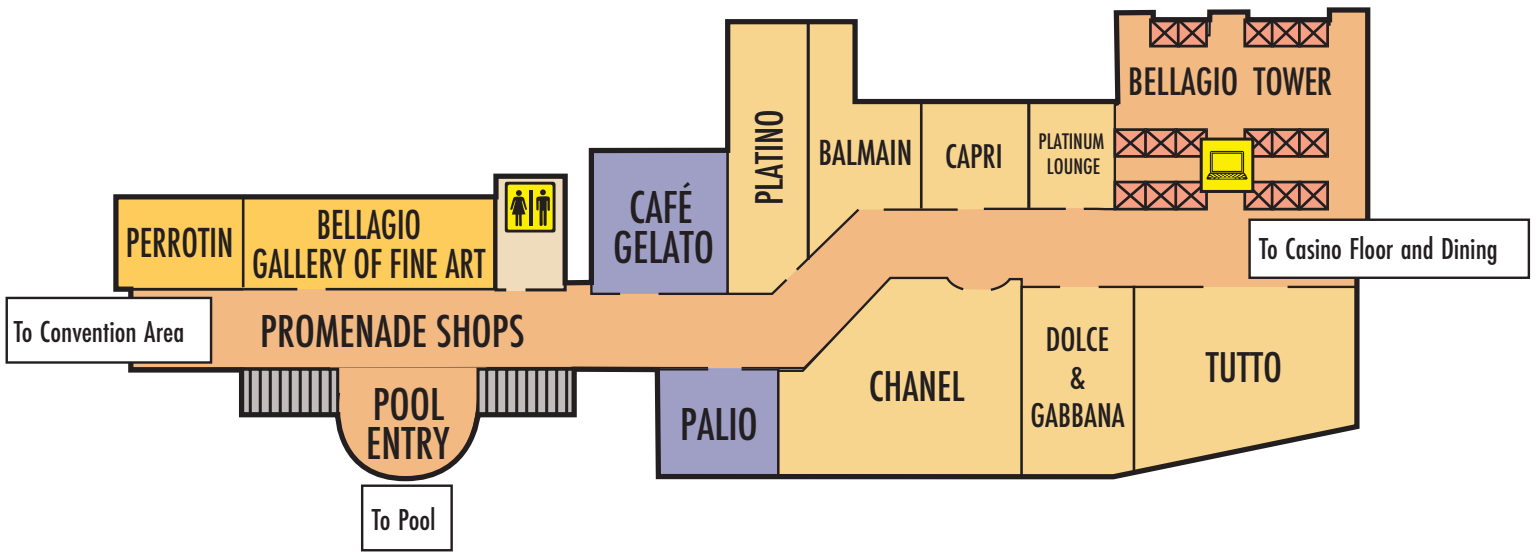 BELLAGIO TOWER
PLATINO
BALMAIN
CAPRI
PLATINUM
LOUNGE
CAFÉ
GELATO
PERROTIN
BELLAGIO
GALLERY OF FINE ART
To Casino Floor and Dining
To Convention Area
PROMENADE SHOPS
DOLCE
&
GABBANA
TUTTO
CHANEL
PALIO
POOL
ENTRY
To Pool